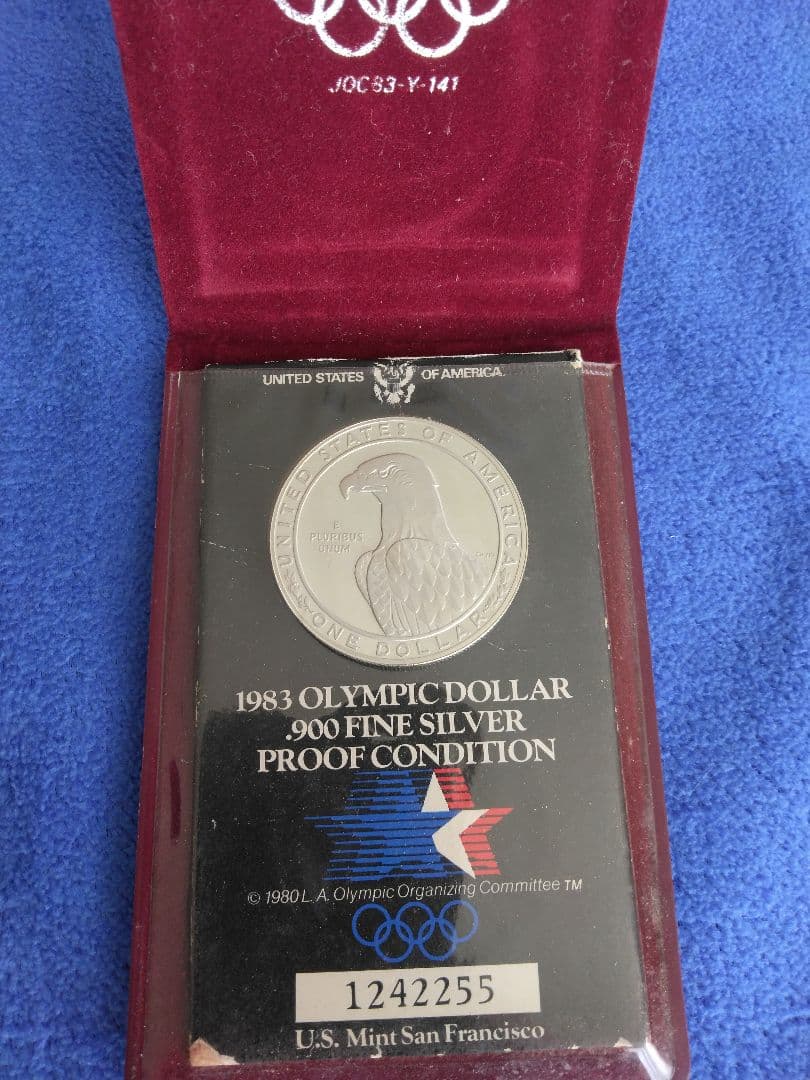 JOC83-Y-141
UNITED STATES OF AMERICA
UNITED STATES OF AMERICA
E
PLURIBUS
UNUM
ONE DOLLAR
1983 OLYMPIC DOLLAR
.900 FINE SILVER
PROOF CONDITION
© 1980 L. A. Olympic Organizing Committee TM
1242255
U.S. Mint San Francisco